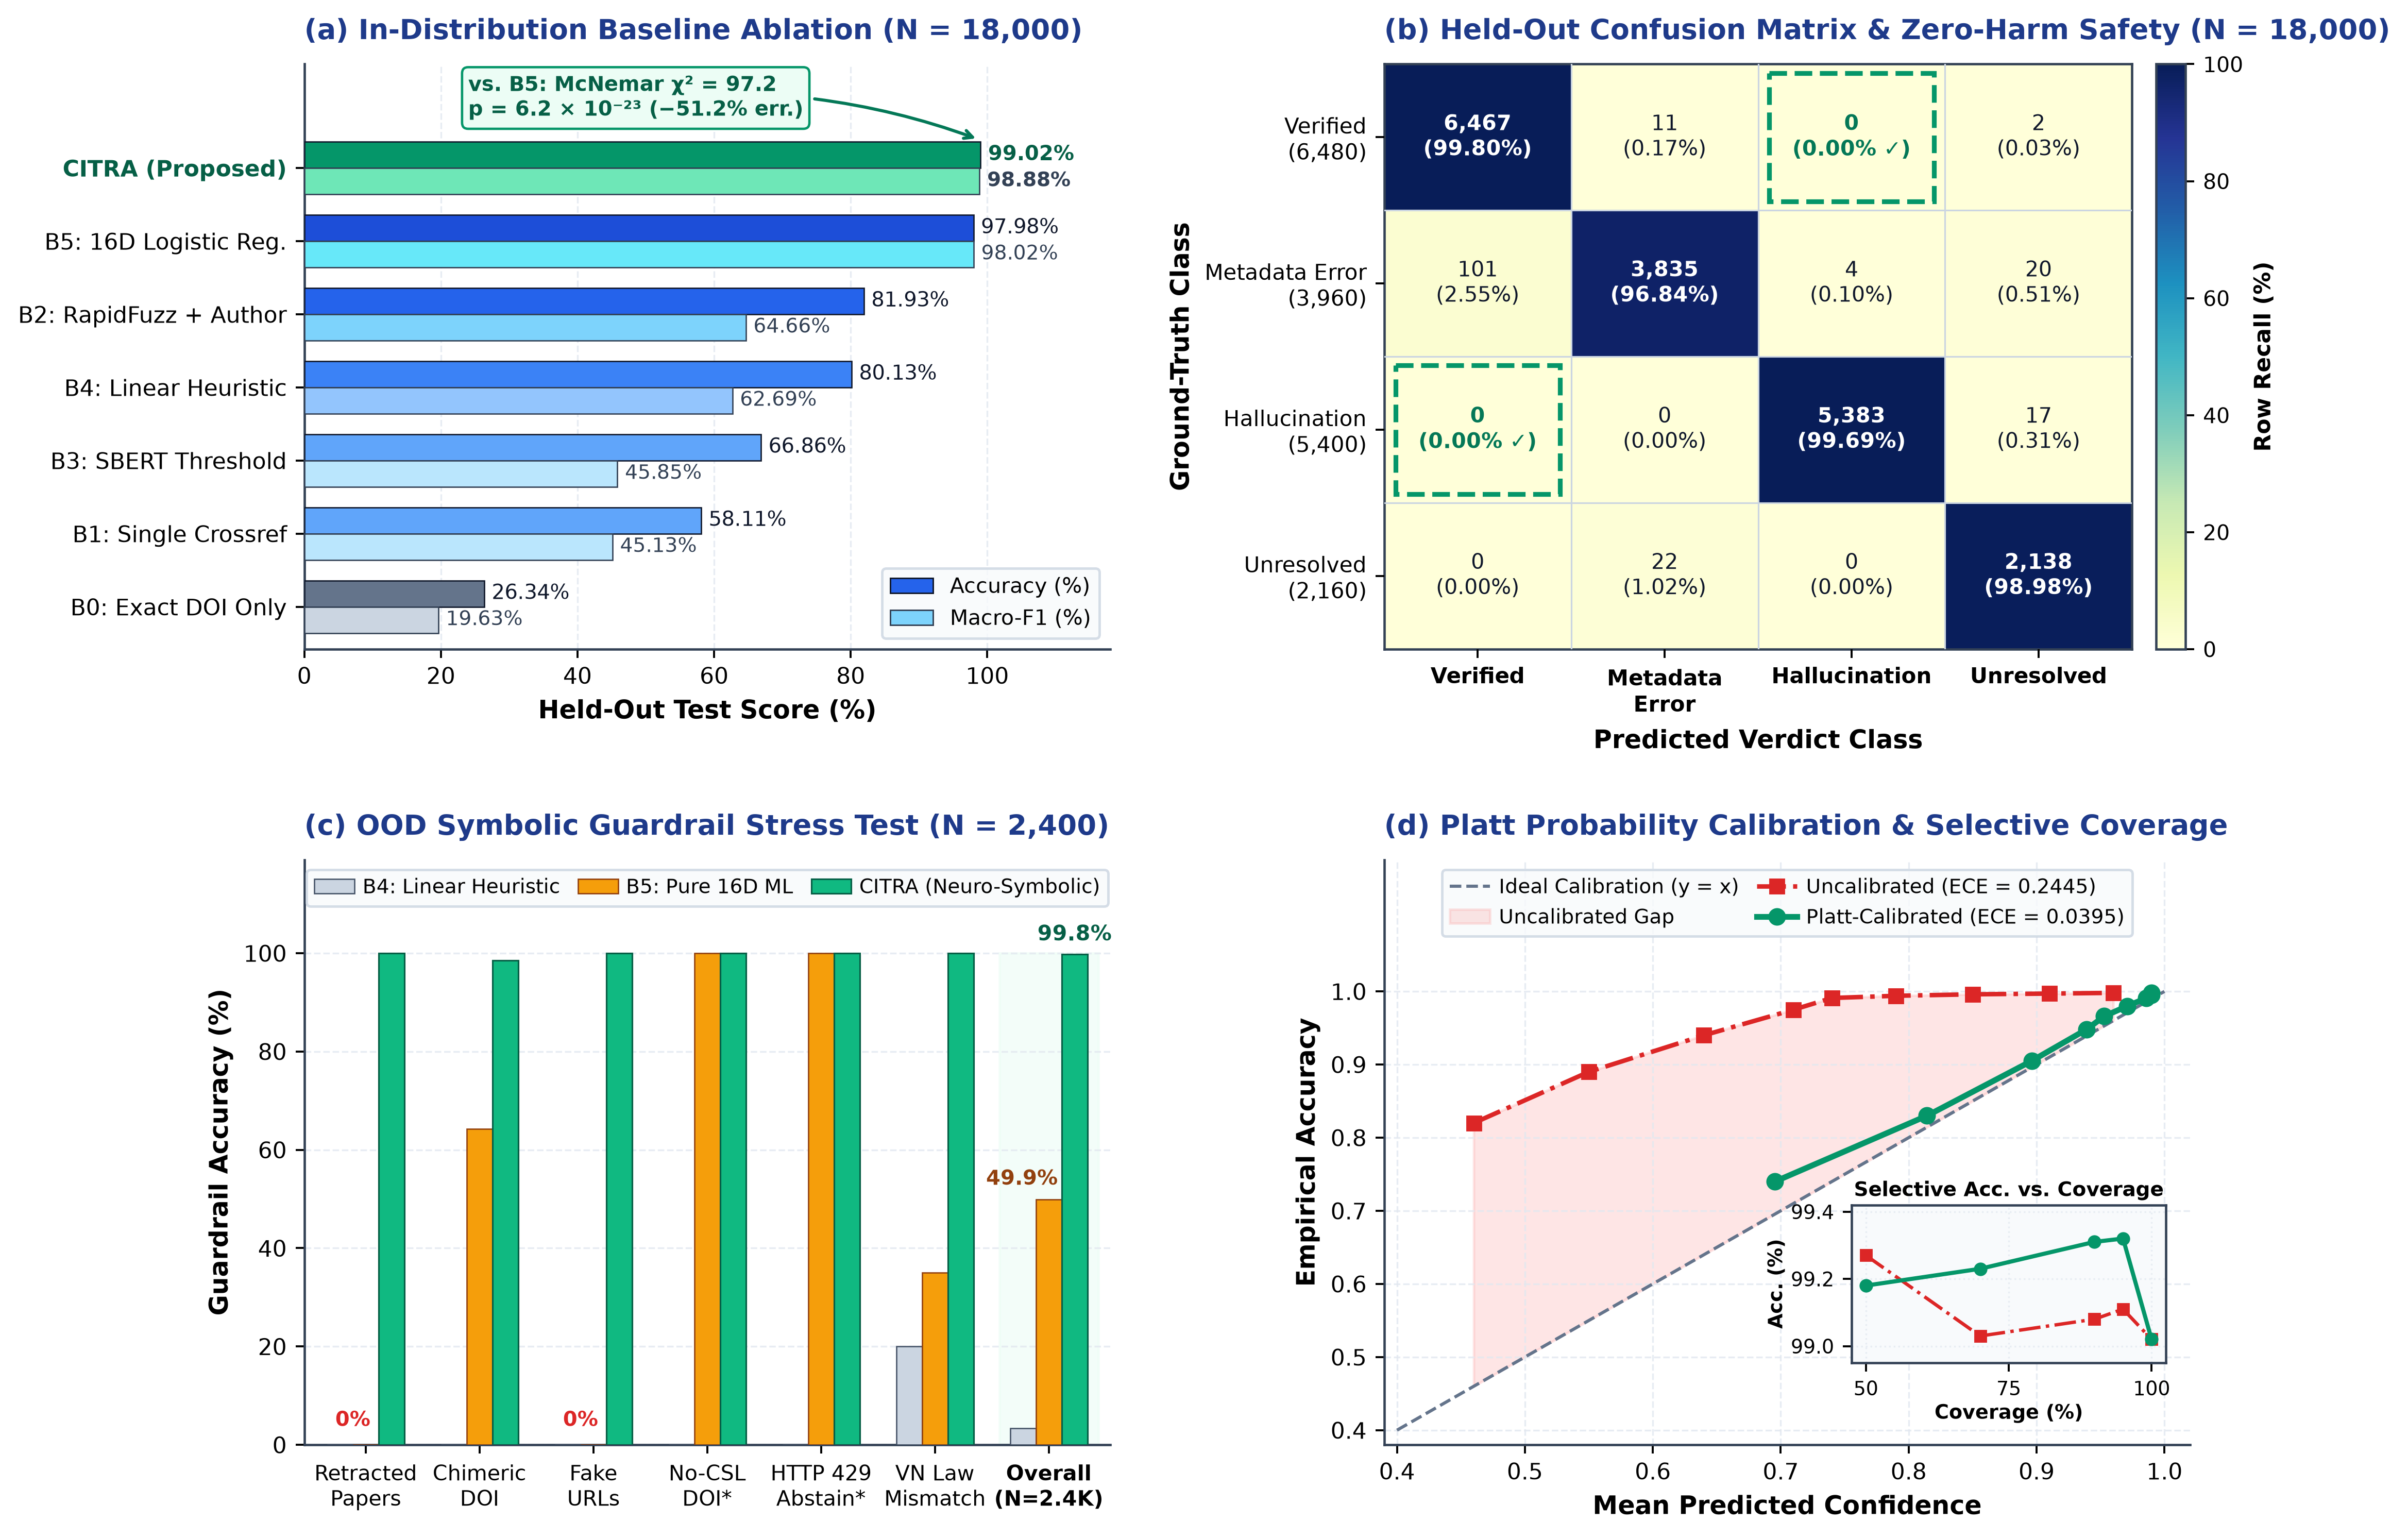 (a) In-Distribution Baseline Ablation (N = 18,000)
vs. B5: McNemar χ² = 97.2
p = 6.2 × 10⁻²³ (−51.2% err.)
CITRA (Proposed)
99.02%
98.88%
B5: 16D Logistic Reg.
97.98%
98.02%
B2: RapidFuzz + Author
81.93%
64.66%
B4: Linear Heuristic
80.13%
62.69%
B3: SBERT Threshold
66.86%
45.85%
B1: Single Crossref
58.11%
45.13%
B0: Exact DOI Only
26.34%
19.63%
Accuracy (%)
Macro-F1 (%)
0 20 40 60 80 100
Held-Out Test Score (%)
(b) Held-Out Confusion Matrix & Zero-Harm Safety (N = 18,000)
Ground-Truth Class
Verified
(6,480)
6,467
(99.80%)
11
(0.17%)
0
(0.00% ✓)
2
(0.03%)
Metadata Error
(3,960)
101
(2.55%)
3,835
(96.84%)
4
(0.10%)
20
(0.51%)
Hallucination
(5,400)
0
(0.00% ✓)
0
(0.00%)
5,383
(99.69%)
17
(0.31%)
Unresolved
(2,160)
0
(0.00%)
22
(1.02%)
0
(0.00%)
2,138
(98.98%)
Verified
Metadata
Error
Hallucination
Unresolved
Predicted Verdict Class
100
80
60
40
20
0
Row Recall (%)
(c) OOD Symbolic Guardrail Stress Test (N = 2,400)
B4: Linear Heuristic
B5: Pure 16D ML
CITRA (Neuro-Symbolic)
Guardrail Accuracy (%)
100
80
60
40
20
0
0%
0%
49.9%
99.8%
Retracted
Papers
Chimeric
DOI
Fake
URLs
No-CSL
DOI*
HTTP 429
Abstain*
VN Law
Mismatch
Overall
(N=2.4K)
(d) Platt Probability Calibration & Selective Coverage
Ideal Calibration (y = x)
Uncalibrated Gap
Uncalibrated (ECE = 0.2445)
Platt-Calibrated (ECE = 0.0395)
Empirical Accuracy
1.0
0.9
0.8
0.7
0.6
0.5
0.4
0.4 0.5 0.6 0.7 0.8 0.9 1.0
Mean Predicted Confidence
Selective Acc. vs. Coverage
Acc. (%)
99.4
99.2
99.0
50 75 100
Coverage (%)